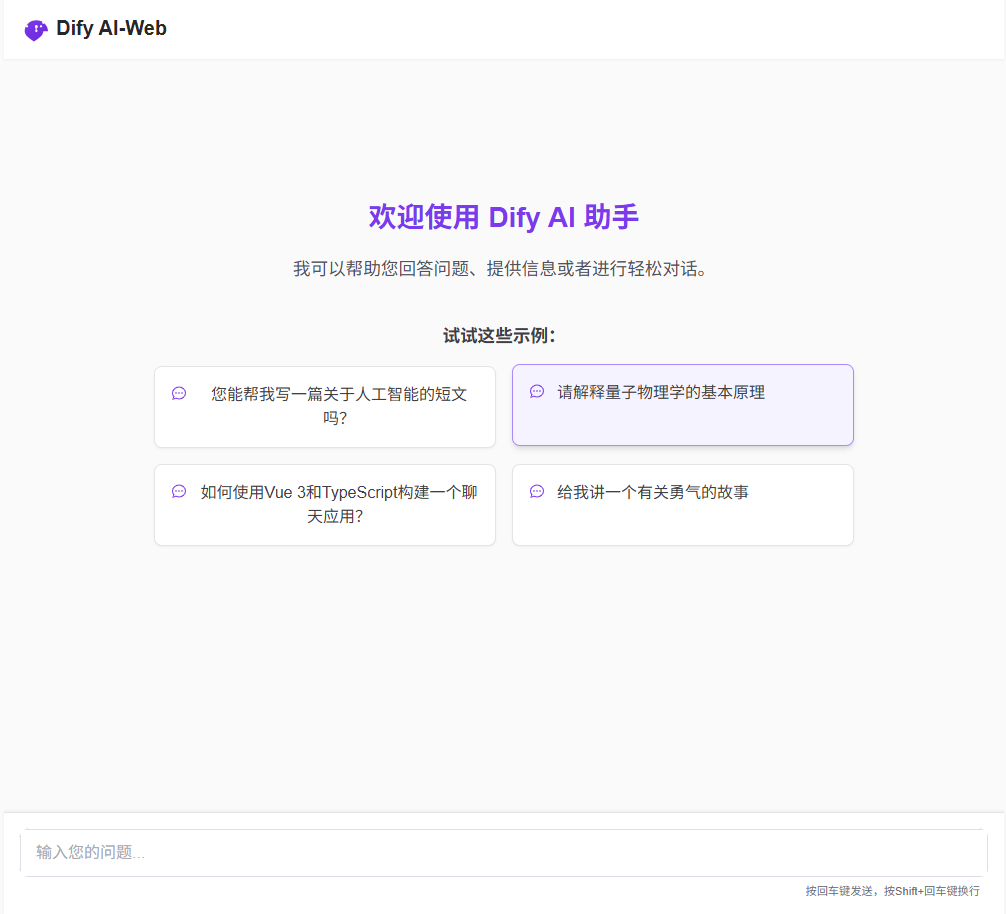 Dify AI-Web
欢迎使用 Dify AI 助手
我可以帮助您回答问题、提供信息或者进行轻松对话。
试试这些示例：
您能帮我写一篇关于人工智能的短文
吗？
请解释量子物理学的基本原理
如何使用Vue 3和TypeScript构建一个聊
天应用？
给我讲一个有关勇气的故事
输入您的问题...
按回车键发送，按Shift+回车键换行